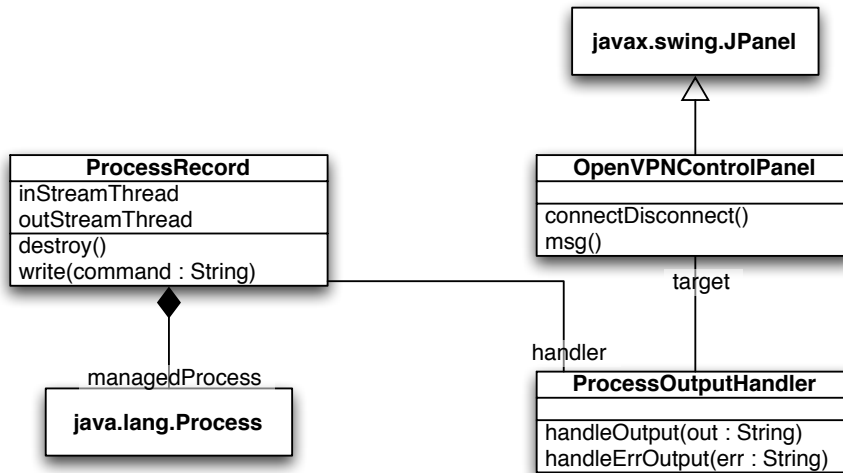 javax.swing.JPanel
ProcessRecord
inStreamThread
outStreamThread
destroy()
write(command : String)
OpenVPNControlPanel
connectDisconnect()
msg()
target
handler
managedProcess
java.lang.Process
ProcessOutputHandler
handleOutput(out : String)
handleErrOutput(err : String)